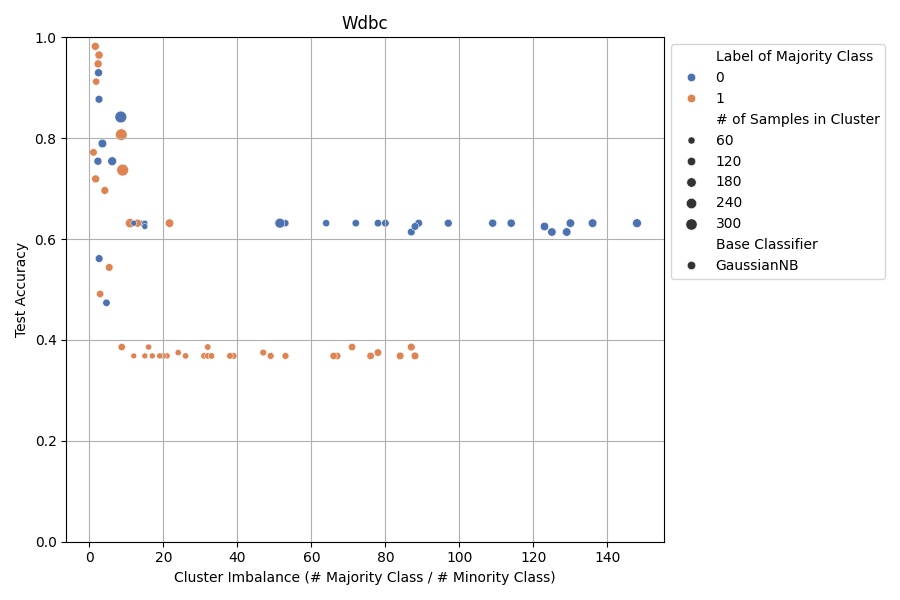 Wdbc
1.0
0.8
0.6
0.4
0.2
0.0
Test Accuracy
0 20 40 60 80 100 120 140
Cluster Imbalance (# Majority Class / # Minority Class)
Label of Majority Class
0
1
# of Samples in Cluster
60
120
180
240
300
Base Classifier
GaussianNB